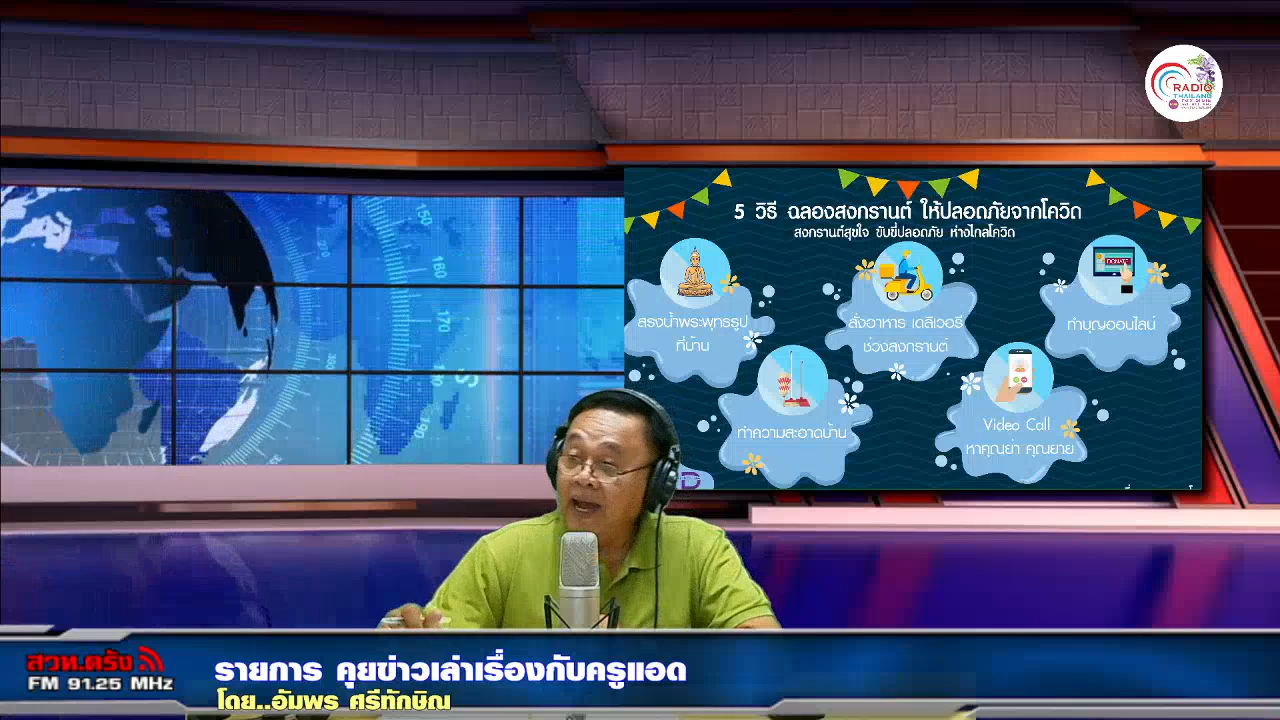 RADIO
THAILAND
5 วิธี ฉลองสงกรานต์ ให้ปลอดภัยจากโควิด
สงกรานต์สุขใจ ขับขี่ปลอดภัย ห่างไกลโควิด
DONATE
สรงน้ำพระพุทธรูป
ที่บ้าน
สั่งอาหาร เดลิเวอรี
ช่วงสงกรานต์
ทำบุญออนไลน์
ทำความสะอาดบ้าน
Video Call
หาคุณย่า คุณยาย
150
160
170
180
190
สวท.ตรัง
FM 91.25 MHz
รายการ คุยข่าวเล่าเรื่องกับครูแอด
โดย..อัมพร ศรีทักษิณ